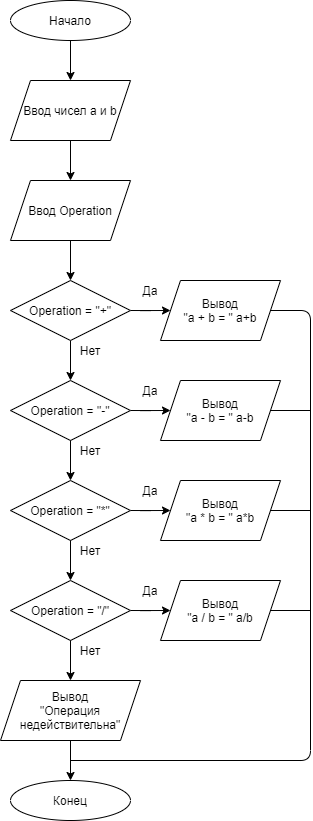 Начало
Ввод чисел a и b
Ввод Operation
Operation = "+"
Да
Вывод
"a + b = " a+b
Нет
Operation = "-"
Да
Вывод
"a - b = " a-b
Нет
Operation = "*"
Да
Вывод
"a * b = " a*b
Нет
Operation = "/"
Да
Вывод
"a / b = " a/b
Нет
Вывод
"Операция
недействительна"
Конец